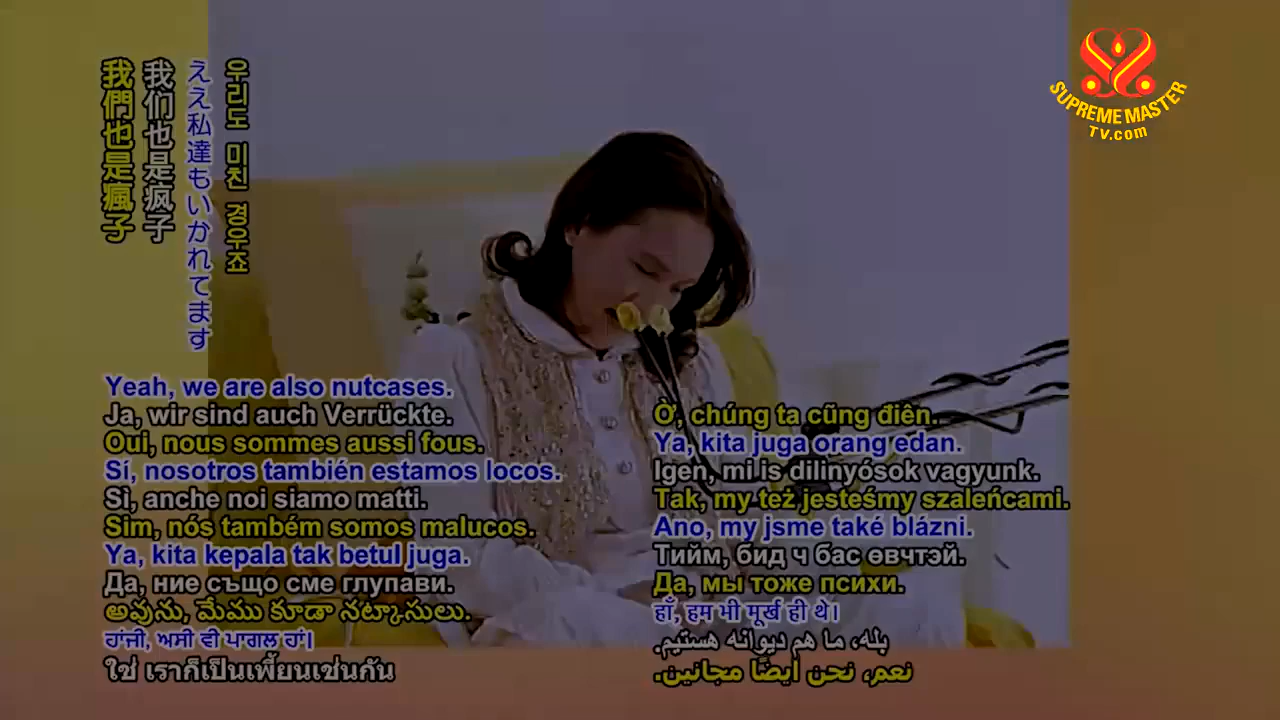 SUPREME MASTER
TV.com
우리도 미친 경우죠
ええ私達もいかれてます
我们也是疯子
我們也是瘋子
Yeah, we are also nutcases.
Ja, wir sind auch Verrückte.
Oui, nous sommes aussi fous.
Sí, nosotros también estamos locos.
Sì, anche noi siamo matti.
Sim, nós também somos malucos.
Ya, kita kepala tak betul juga.
Да, ние също сме глупави.
అవును, మేము కూడా నట్కాసులు.
ਹਾਂਜੀ, ਅਸੀ ਵੀ ਪਾਗਲ ਹਾਂ।
ใช่ เราก็เป็นเพี้ยนเช่นกัน
Ờ, chúng ta cũng điên.
Ya, kita juga orang edan.
Igen, mi is dilinyósok vagyunk.
Tak, my też jesteśmy szaleńcami.
Ano, my jsme také blázni.
Тийм, бид ч бас өвчтэй.
Да, мы тоже психи.
हाँ, हम भी मूर्ख ही थे।
بله، ما هم دیوانه هستیم.
نعم، نحن أيضًا مجانين.